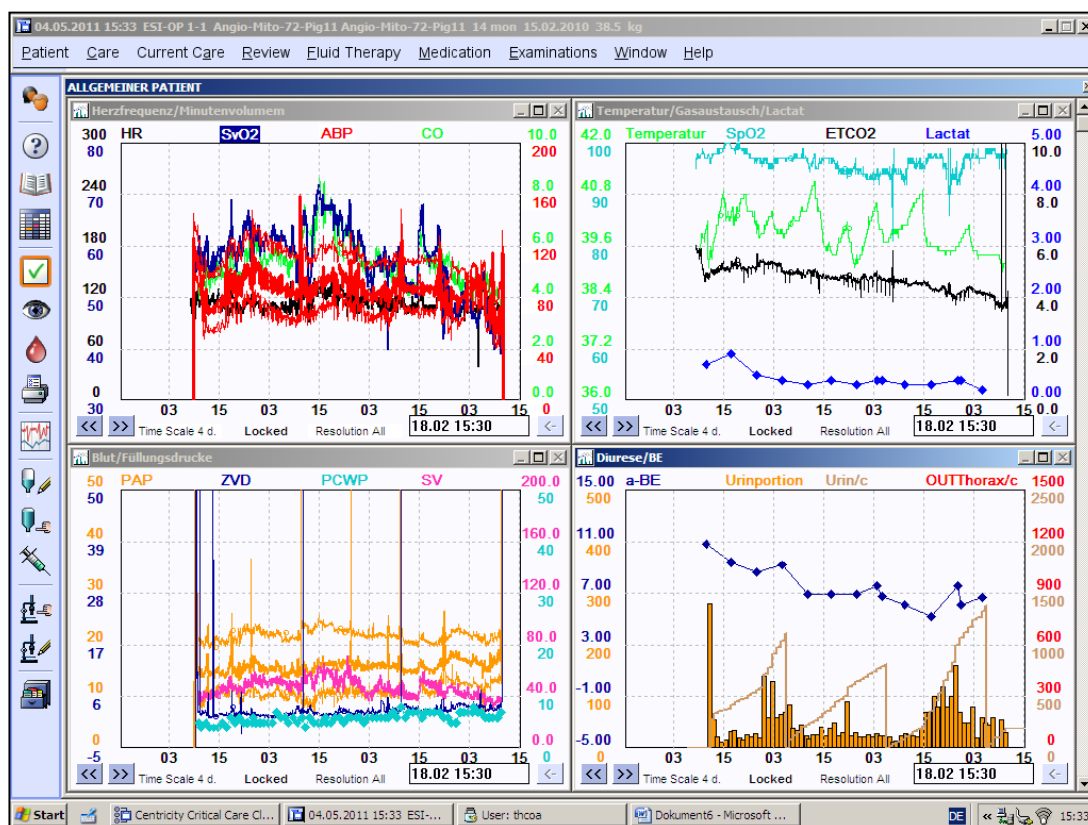 04.05.2011 15:33 ESI-OP 1-1 Angio-Mito-72-Pig11 Angio-Mito-72-Pig11 14 mon 15.02.2010 38.5 kg
Patient Care Current Care Review Fluid Therapy Medication Examinations Window Help
ALLGEMEINER PATIENT
Herzfrequenz/Minutenvolumem
300 HR SvO2 ABP CO 10.0
80 200
240 8.0
70 160
180 6.0
60 120
120 4.0
50 80
60 2.0
40 40
0 0.0
30 03 15 03 15 03 15 0
<< >> Time Scale 4 d. Locked Resolution All 18.02 15:30 <-
Temperatur/Gasaustausch/Lactat
42.0 Temperatur SpO2 ETCO2 Lactat 5.00
100 10.0
40.8 4.00
90 8.0
39.6 3.00
80 6.0
38.4 2.00
70 4.0
37.2 1.00
60 2.0
36.0 0.00
50 03 15 03 15 03 15 0.0
<< >> Time Scale 4 d. Locked Resolution All 18.02 15:30 <-
Blut/Füllungsdrucke
50 PAP ZVD PCWP SV 200.0
50 50
40 160.0
39 40
30 120.0
28 30
20 80.0
17 20
10 40.0
6 10
0 0.0
-5 03 15 03 15 03 15 0
<< >> Time Scale 4 d. Locked Resolution All 18.02 15:30 <-
Diurese/BE
15.00 a-BE Urinportion Urin/c OUTThorax/c 1500
500 2500
11.00 1200
400 2000
7.00 900
300 1500
3.00 600
200 1000
-1.00 300
100 500
-5.00 0
0 03 15 03 15 03 15 0
<< >> Time Scale 4 d. Locked Resolution All 18.02 15:30 <-
Start Centricity Critical Care Cl... 04.05.2011 15:33 ESI-... User: thcoa Dokument6 - Microsoft ... DE « 15:33